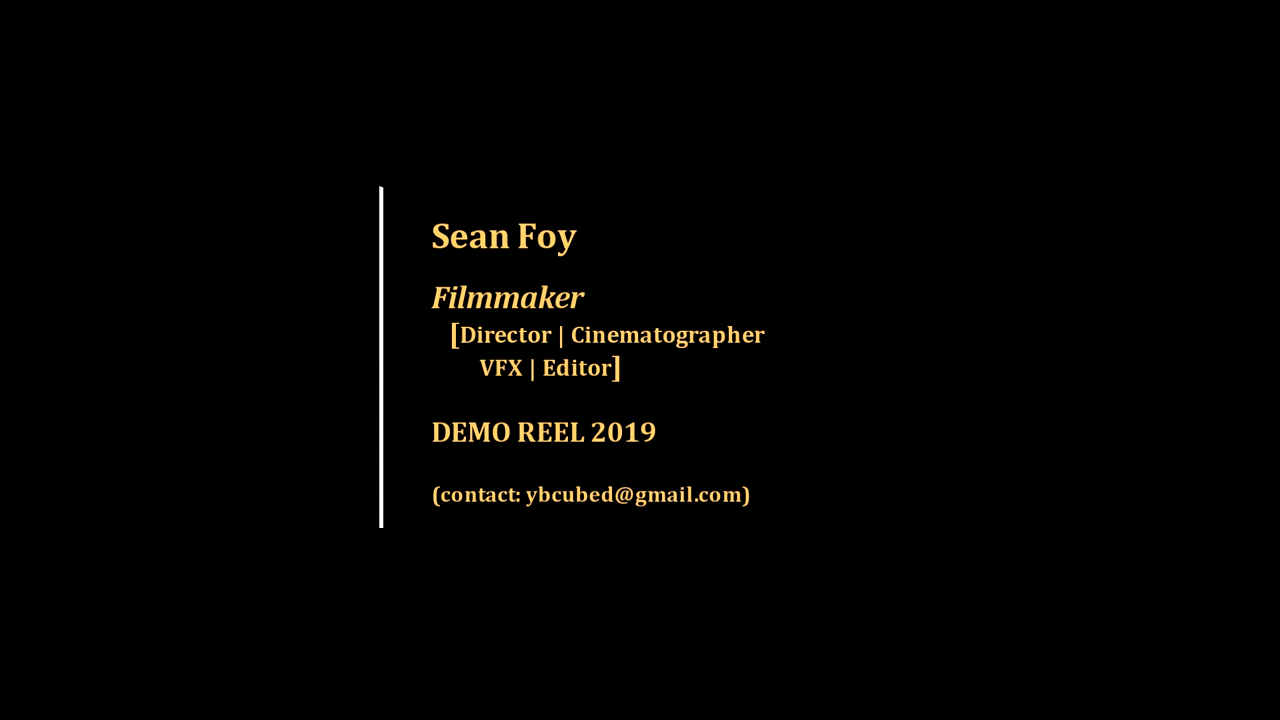 Sean Foy
Filmmaker
[Director | Cinematographer
VFX | Editor]
DEMO REEL 2019
(contact: ybcubed@gmail.com)